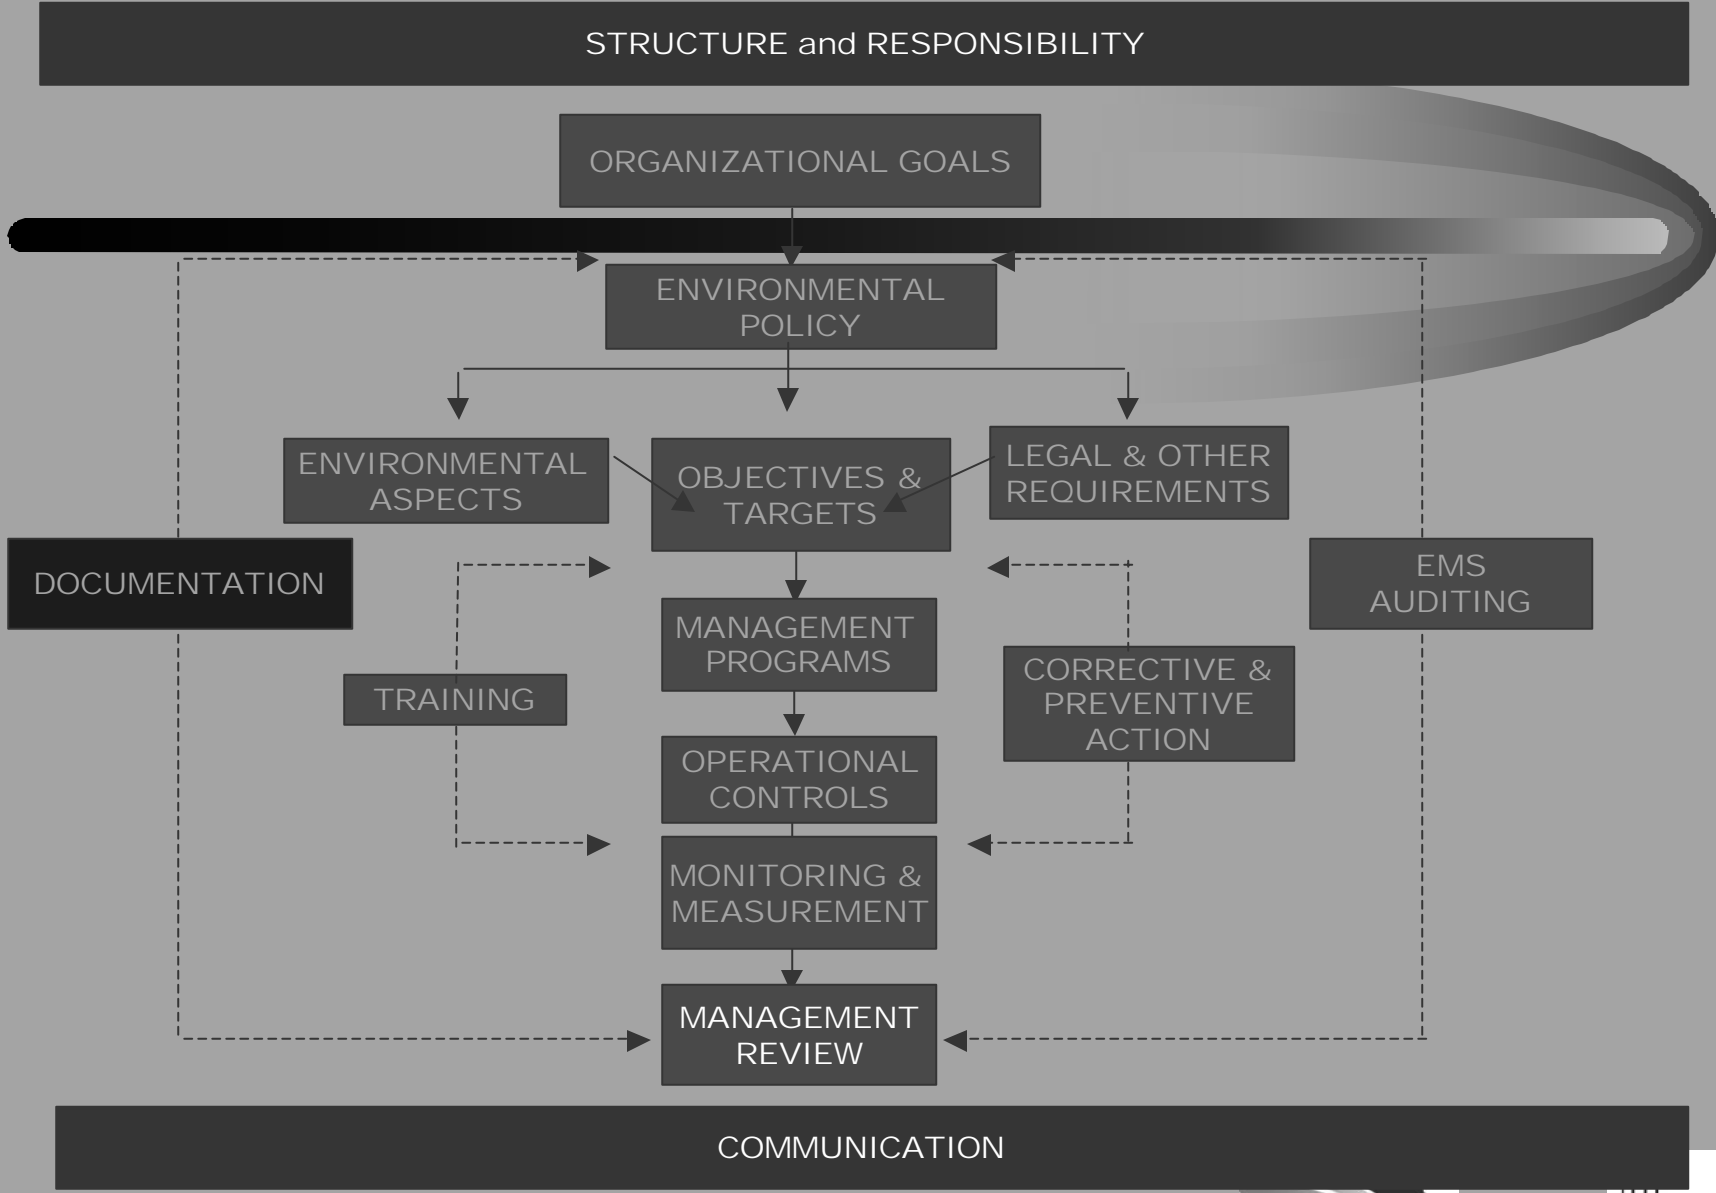 STRUCTURE and RESPONSIBILITY
ORGANIZATIONAL GOALS
ENVIRONMENTAL
POLICY
ENVIRONMENTAL
ASPECTS
OBJECTIVES &
TARGETS
LEGAL & OTHER
REQUIREMENTS
DOCUMENTATION
EMS
AUDITING
MANAGEMENT
PROGRAMS
TRAINING
CORRECTIVE &
PREVENTIVE
ACTION
OPERATIONAL
CONTROLS
MONITORING &
MEASUREMENT
MANAGEMENT
REVIEW
COMMUNICATION